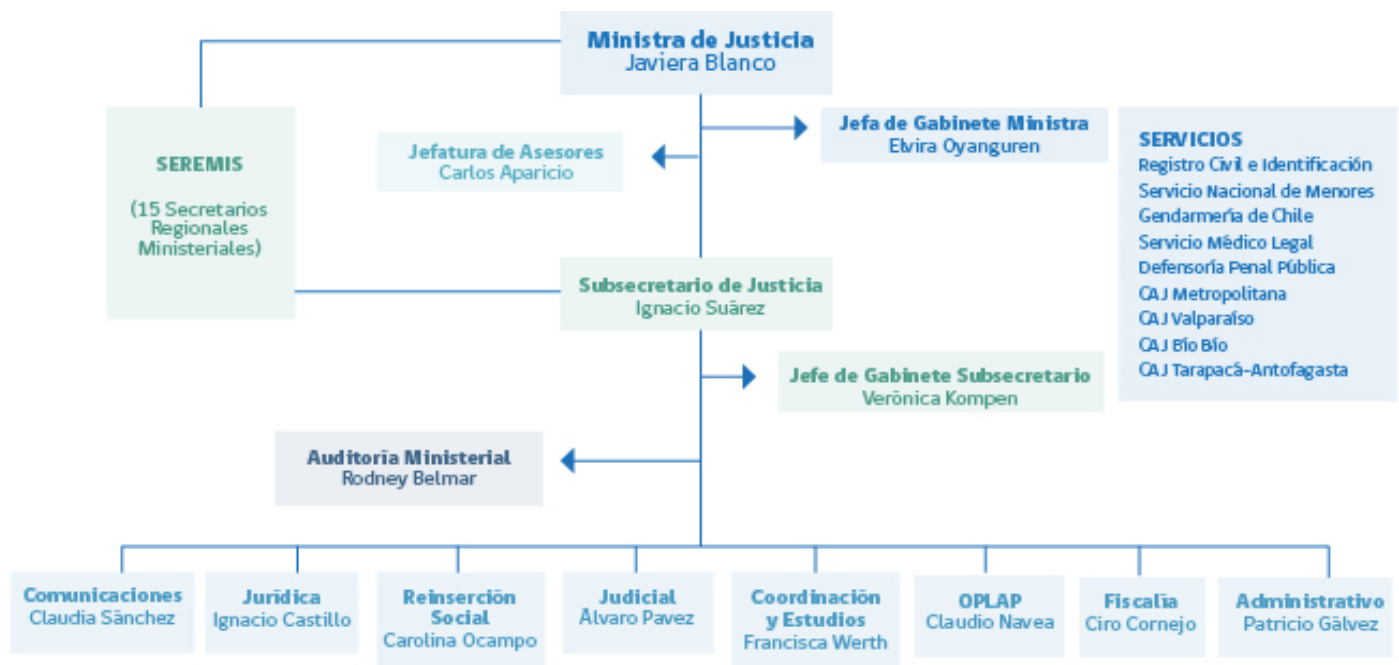 Ministra de Justicia
Javiera Blanco
Jefa de Gabinete Ministra
Elvira Oyanguren
Jefatura de Asesores
Carlos Aparicio
SEREMIS
(15 Secretarios
Regionales
Ministeriales)
SERVICIOS
Registro Civil e Identificación
Servicio Nacional de Menores
Gendarmería de Chile
Servicio Médico Legal
Defensoría Penal Pública
CAJ Metropolitana
CAJ Valparaíso
CAJ Bío Bío
CAJ Tarapacá-Antofagasta
Subsecretario de Justicia
Ignacio Suárez
Jefe de Gabinete Subsecretario
Verónica Kompen
Auditoría Ministerial
Rodney Belmar
Comunicaciones
Claudia Sánchez
Jurídica
Ignacio Castillo
Reinserción
Social
Carolina Ocampo
Judicial
Álvaro Pavez
Coordinación
y Estudios
Francisca Werth
OPLAP
Claudio Navea
Fiscalía
Ciro Cornejo
Administrativo
Patricio Gálvez